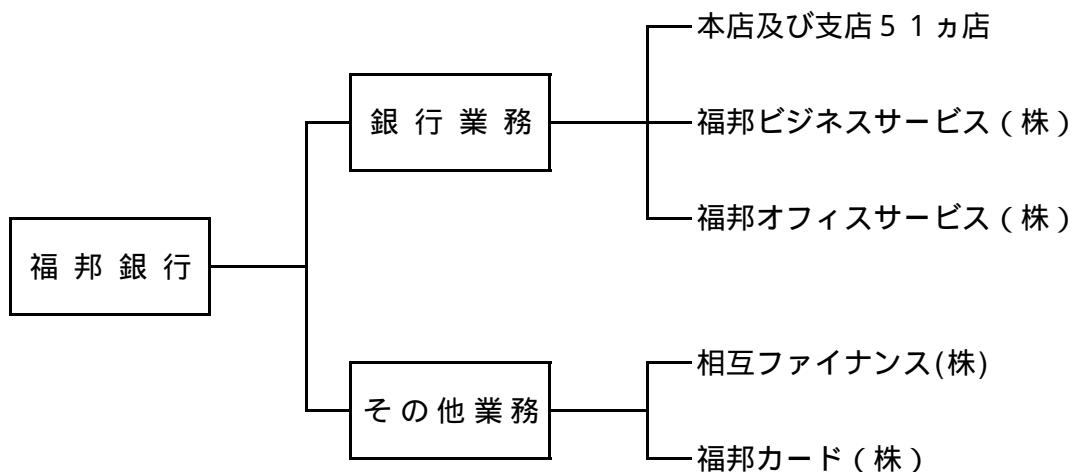 本店及び支店５１ヵ店
銀行業務
福邦ビジネスサービス（株）
福邦オフィスサービス（株）
福邦銀行
相互ファイナンス(株)
その他業務
福邦カード（株）